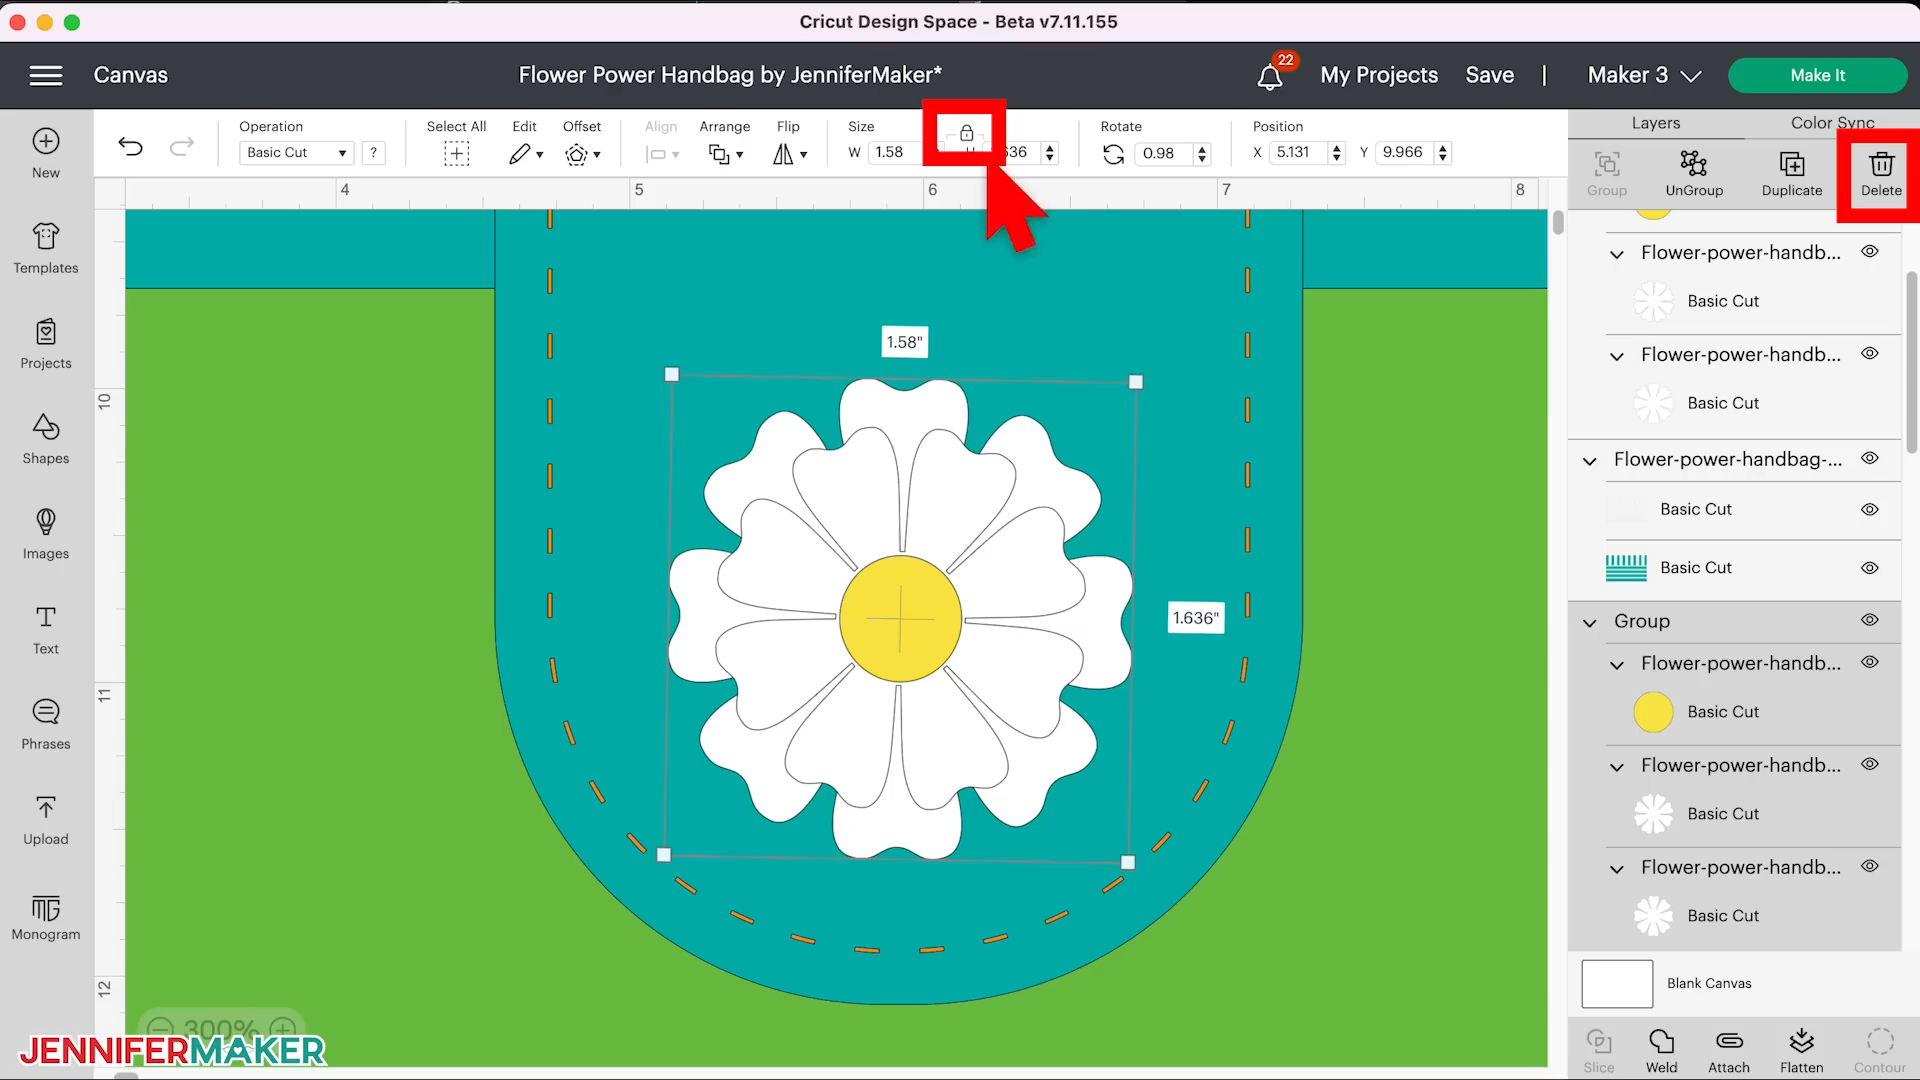 Cricut Design Space - Beta v7.11.155
Canvas
Flower Power Handbag by JenniferMaker*
22
My Projects
Save
|
Maker 3
Make It
New
Templates
Projects
Shapes
Images
Text
Phrases
Upload
Monogram
Operation
Basic Cut
?
Select All
Edit
Offset
Align
Arrange
Flip
Size
W 1.58
Rotate
0.98
Position
X 5.131
Y 9.966
4 5 6 7 8
10
11
12
1.58"
1.636"
300%
JENNIFERMAKER
Layers
Color Sync
Group
UnGroup
Duplicate
Delete
Flower-power-handb...
Basic Cut
Flower-power-handb...
Basic Cut
Flower-power-handbag-...
Basic Cut
Basic Cut
Group
Flower-power-handb...
Basic Cut
Flower-power-handb...
Basic Cut
Flower-power-handb...
Basic Cut
Blank Canvas
Slice
Weld
Attach
Flatten
Contour